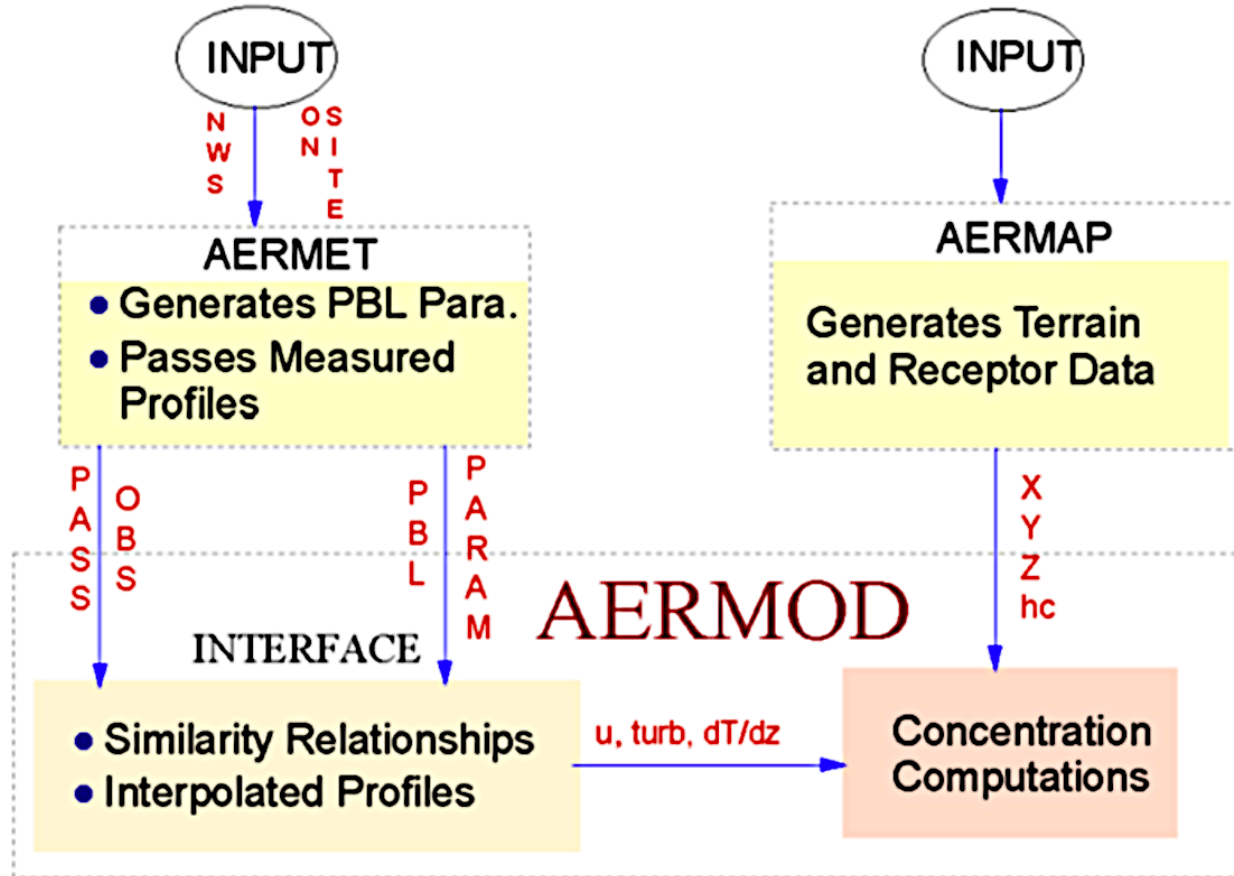 INPUT
INPUT
NWS
ON
SITE
AERMET
• Generates PBL Para.
• Passes Measured
Profiles
AERMAP
Generates Terrain
and Receptor Data
PASS
OBS
PBL
PARAM
X
Y
Z
hc
AERMOD
INTERFACE
• Similarity Relationships
• Interpolated Profiles
u, turb, dT/dz
Concentration
Computations